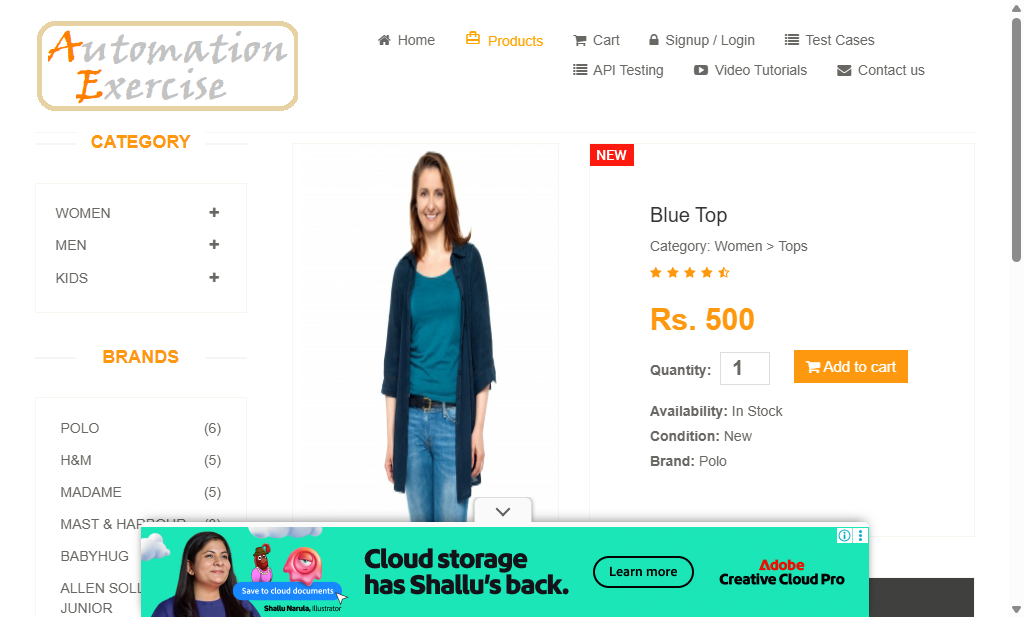 Automation
Exercise
Home
Products
Cart
Signup / Login
Test Cases
API Testing
Video Tutorials
Contact us
CATEGORY
WOMEN
MEN
KIDS
BRANDS
POLO (6)
H&M (5)
MADAME (5)
MAST & HARBOUR
BABYHUG
ALLEN SOLL
JUNIOR
NEW
Blue Top
Category: Women > Tops
Rs. 500
Quantity: 1
Add to cart
Availability: In Stock
Condition: New
Brand: Polo
Save to cloud documents
Shallu Narula, Illustrator
Cloud storage
has Shallu's back.
Learn more
Adobe
Creative Cloud Pro